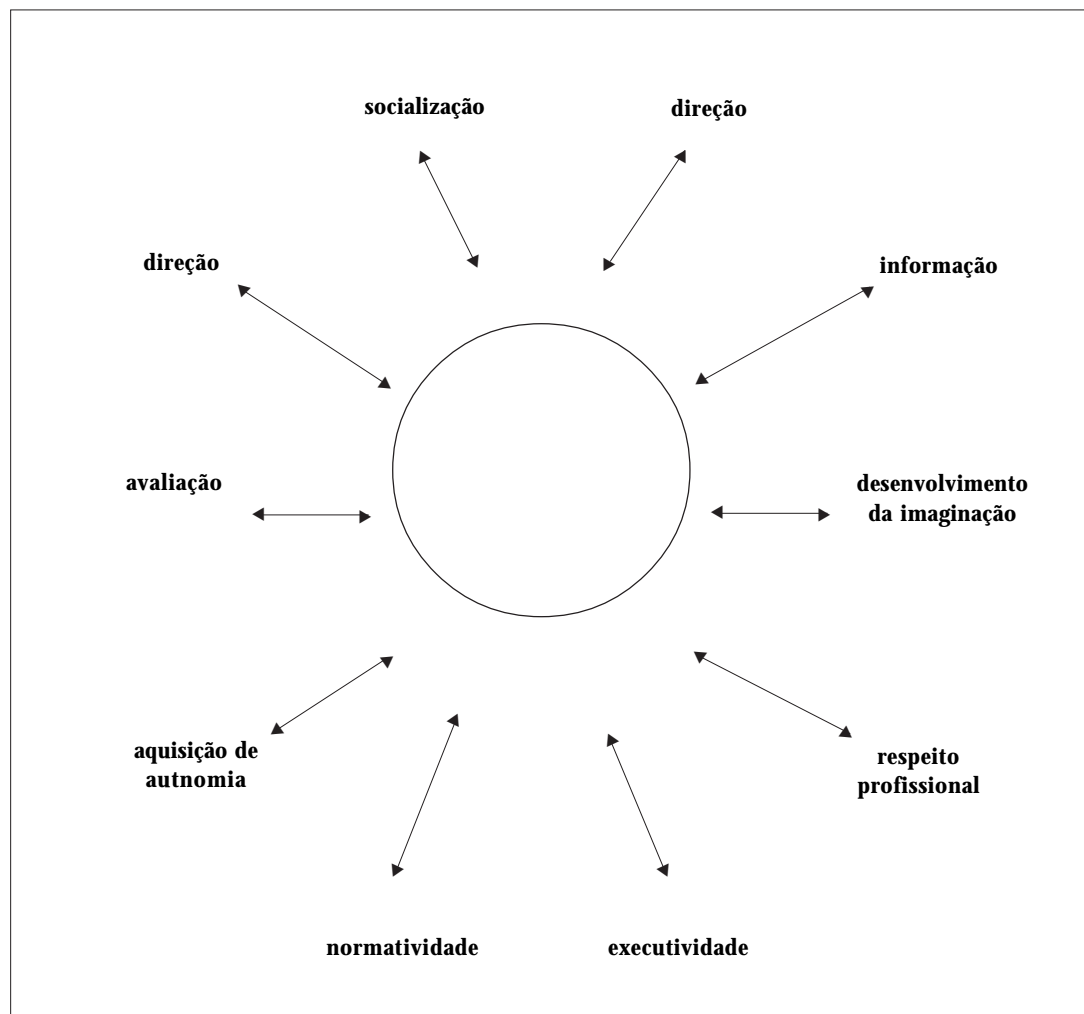 socialização
direção
direção
informação
avaliação
desenvolvimento
da imaginação
aquisição de
autnomia
respeito
profissional
normatividade
executividade